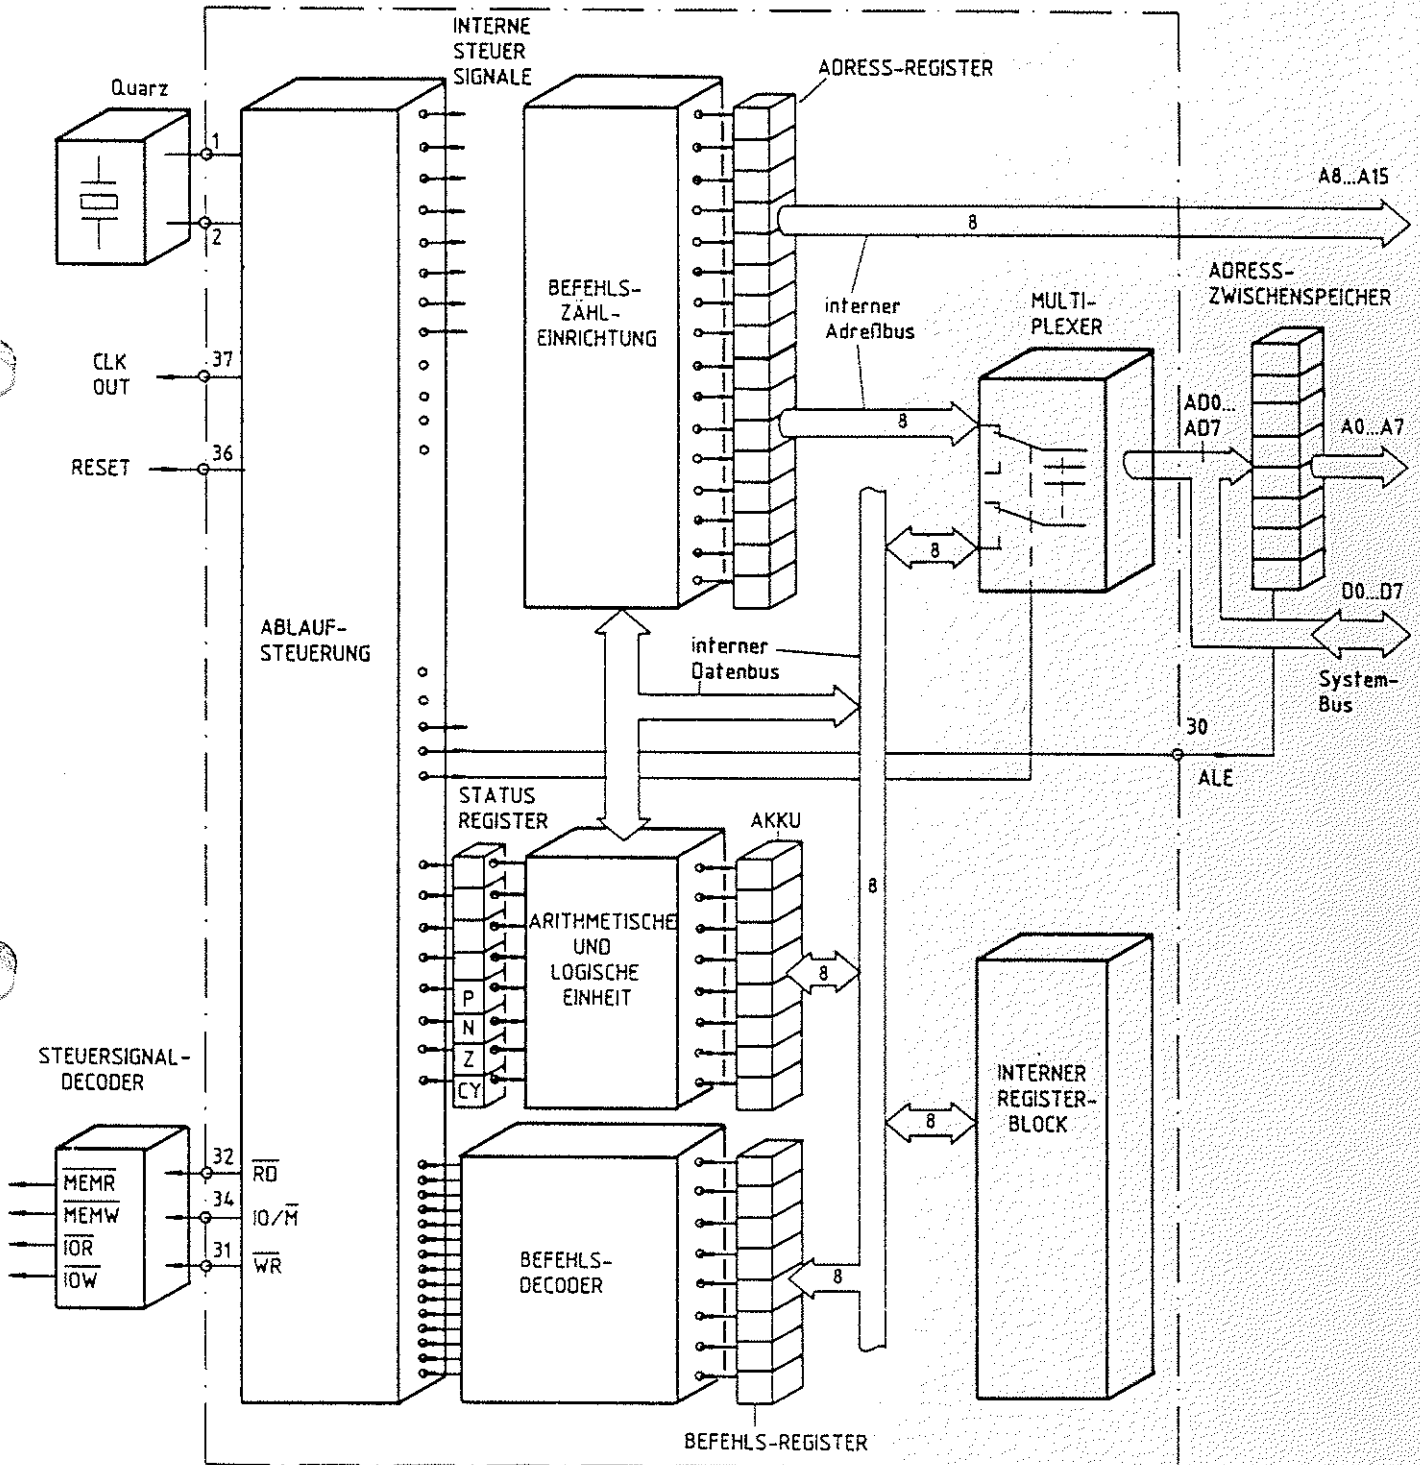 INTERNE
STEUER
SIGNALE
Quarz
1
2
ADRESS-REGISTER
A8...A15
8
BEFEHLS-
ZÄHL-
EINRICHTUNG
interner
Adreßbus
MULTI-
PLEXER
ADRESS-
ZWISCHENSPEICHER
CLK
OUT
37
RESET
36
8
AD0...
AD7
A0...A7
8
D0...D7
System-
Bus
ABLAUF-
STEUERUNG
interner
Datenbus
30
ALE
STATUS
REGISTER
AKKU
8
ARITHMETISCHE
UND
LOGISCHE
EINHEIT
P
N
Z
CY
8
STEUERSIGNAL-
DECODER
INTERNER
REGISTER-
BLOCK
8
MEMR
MEMW
IOR
IOW
32
RD
34
IO/M
31
WR
BEFEHLS-
DECODER
8
BEFEHLS-REGISTER